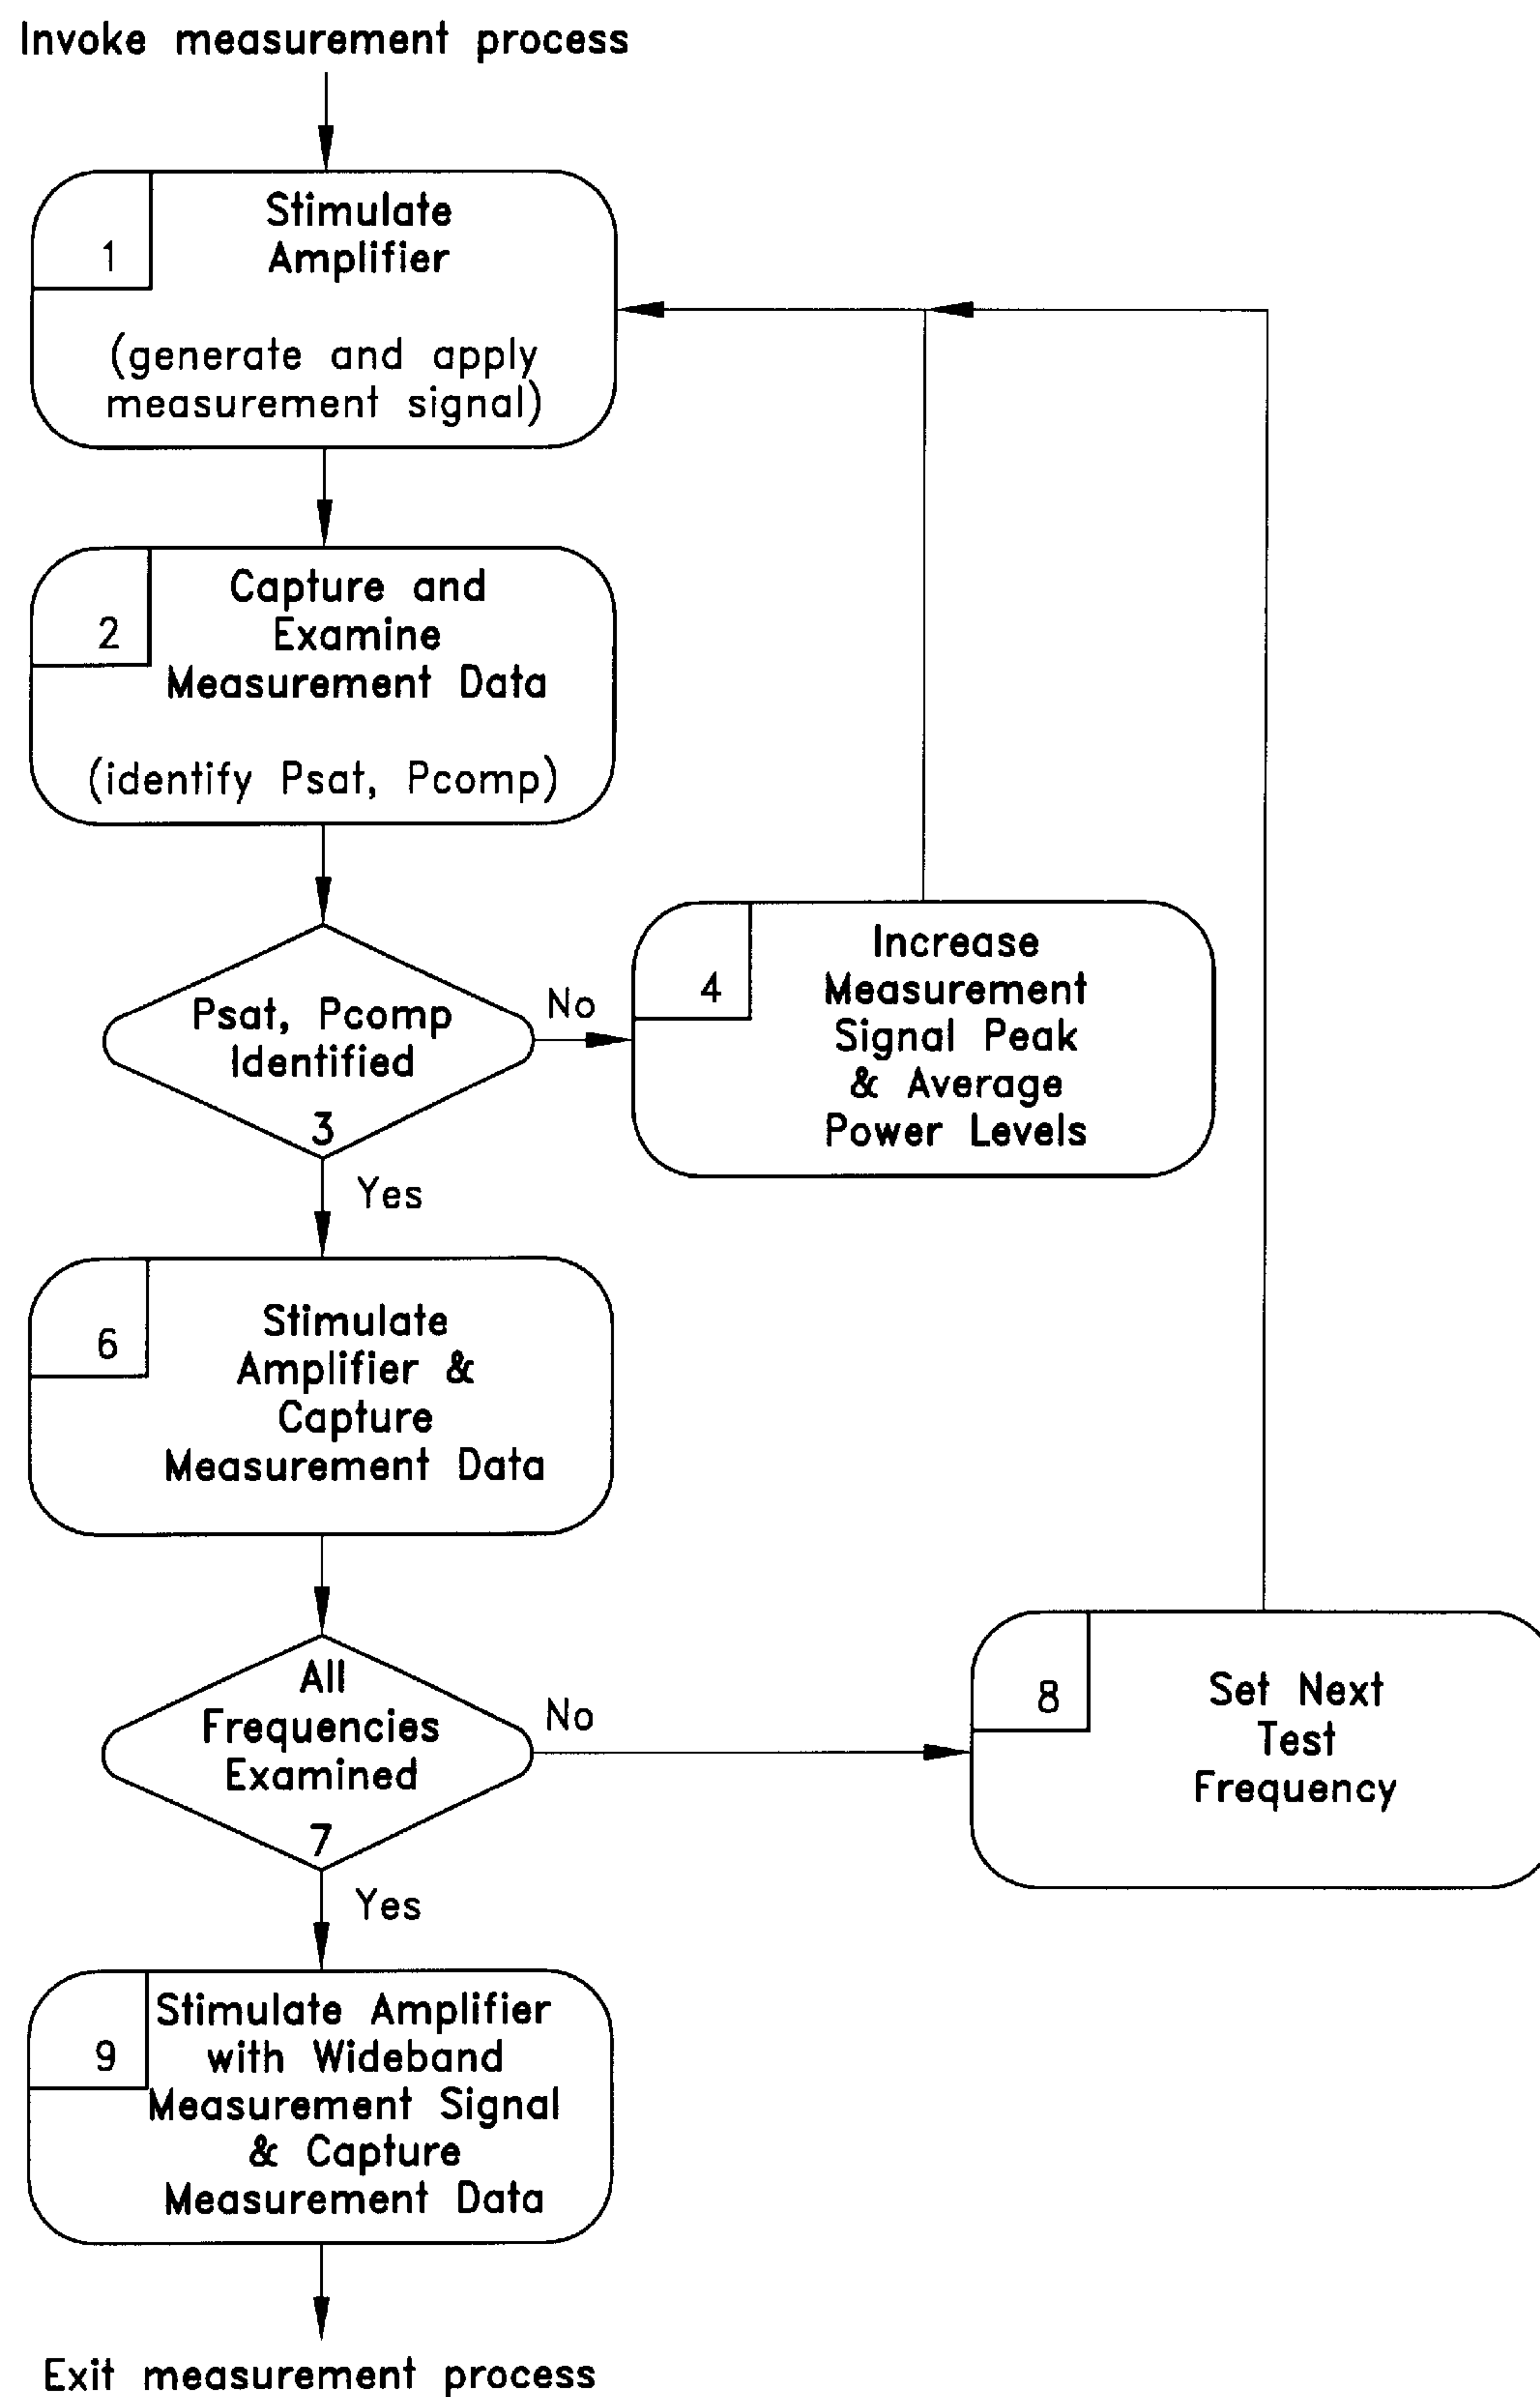 Invoke measurement process
1
Stimulate
Amplifier
(generate and apply
measurement signal)
2
Capture and
Examine
Measurement Data
(identify Psat, Pcomp)
Psat, Pcomp
Identified
3
No
Yes
4
Increase
Measurement
Signal Peak
& Average
Power Levels
6
Stimulate
Amplifier &
Capture
Measurement Data
All
Frequencies
Examined
7
No
Yes
8
Set Next
Test
Frequency
9
Stimulate Amplifier
with Wideband
Measurement Signal
& Capture
Measurement Data
Exit measurement process